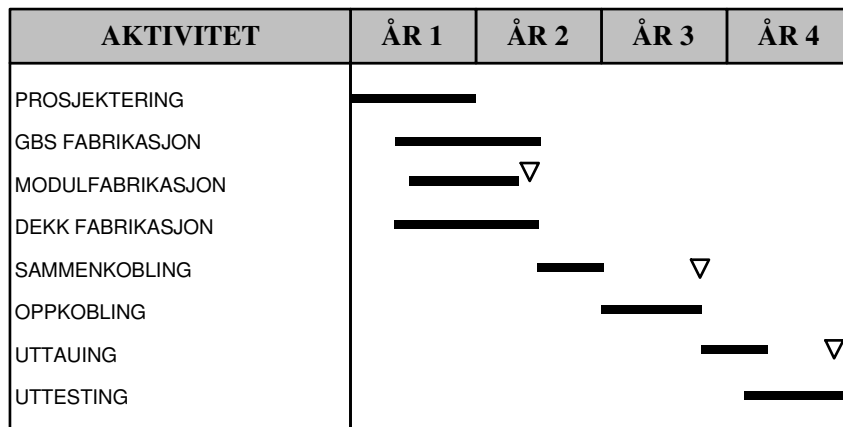 AKTIVITET ÅR 1 ÅR 2 ÅR 3 ÅR 4
PROSJEKTERING
GBS FABRIKASJON
MODULFABRIKASJON
DEKK FABRIKASJON
SAMMENKOBLING
OPPKOBLING
UTTAUING
UTTESTING